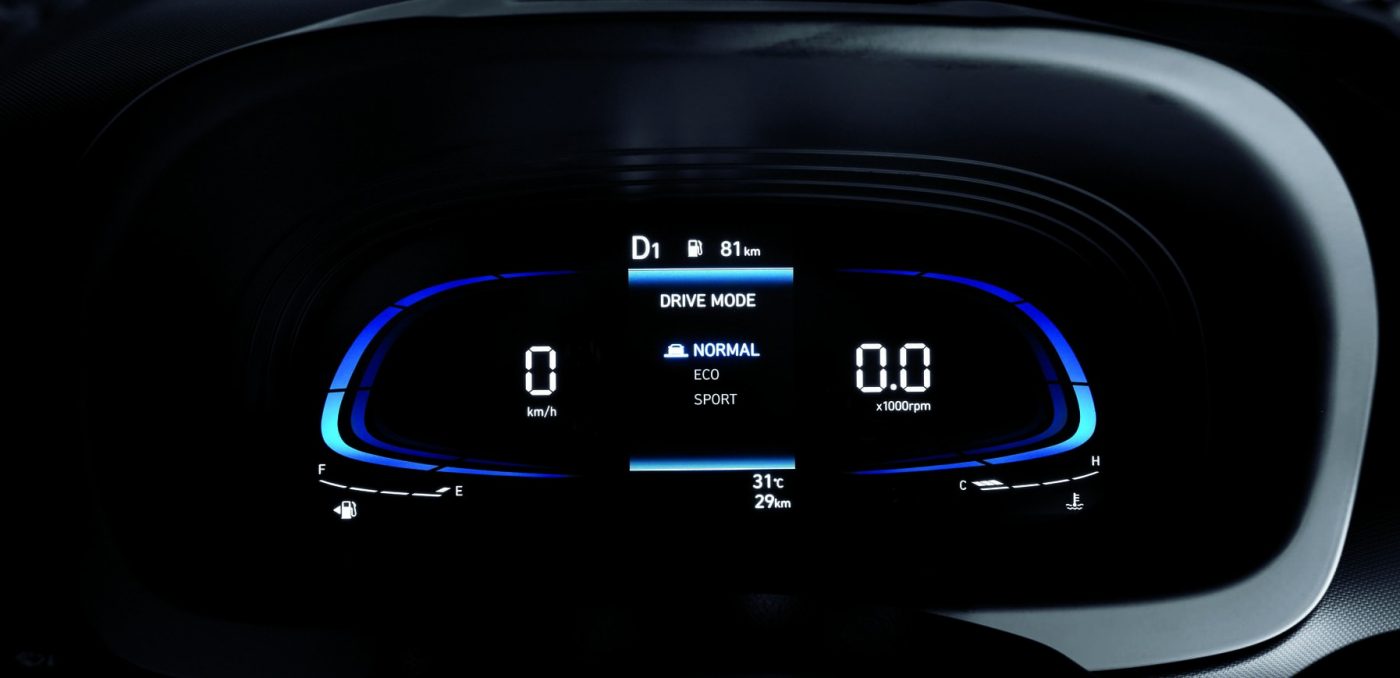 D1 81km
DRIVE MODE
NORMAL
ECO
SPORT
0
km/h
0.0
x1000rpm
F
E
C
H
31℃
29km